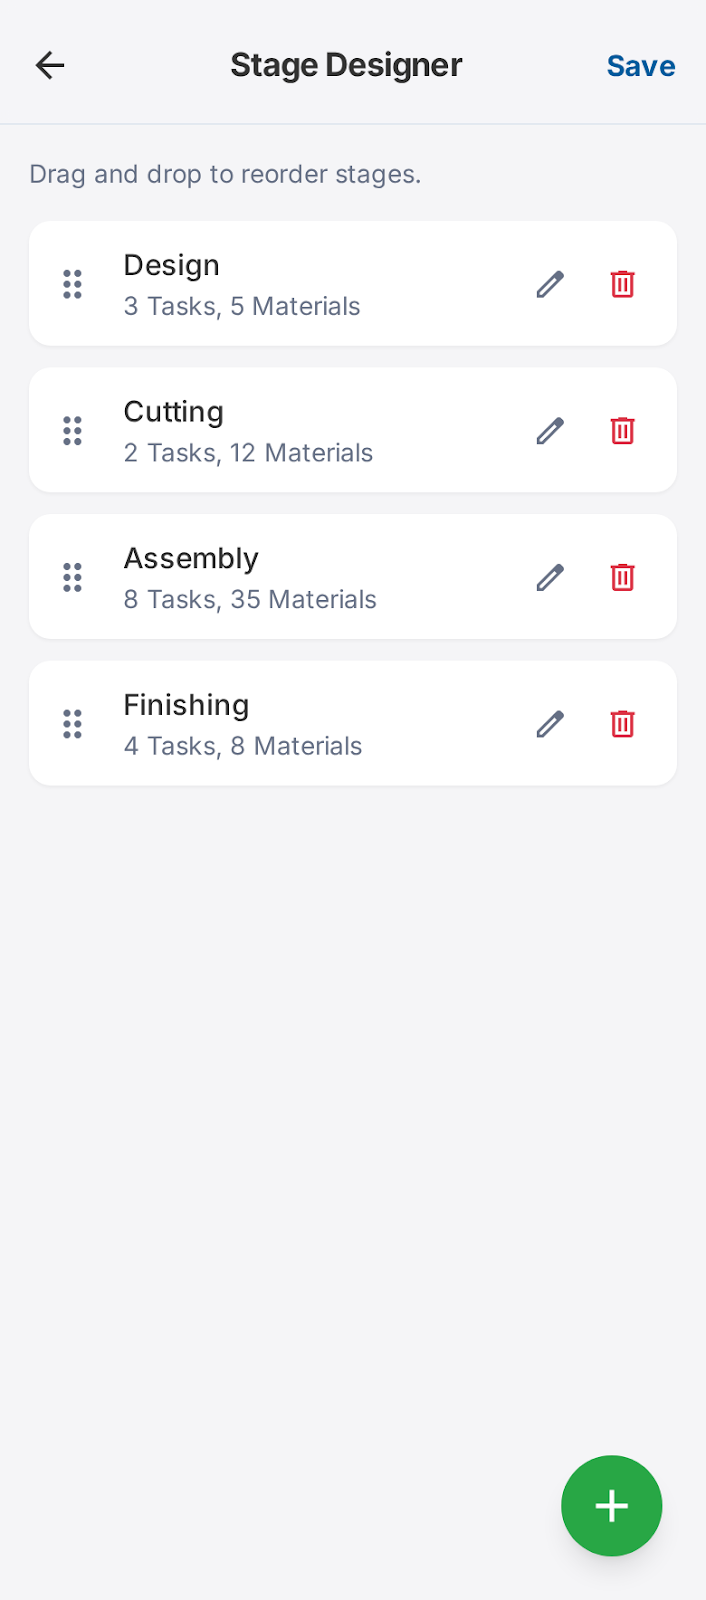 Stage Designer
Save
Drag and drop to reorder stages.
Design
3 Tasks, 5 Materials
Cutting
2 Tasks, 12 Materials
Assembly
8 Tasks, 35 Materials
Finishing
4 Tasks, 8 Materials